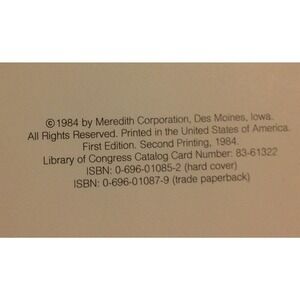 ©1984 by Meredith Corporation, Des Moines, Iowa.
All Rights Reserved. Printed in the United States of America.
First Edition. Second Printing, 1984.
Library of Congress Catalog Card Number: 83-61322
ISBN: 0-696-01085-2 (hard cover)
ISBN: 0-696-01087-9 (trade paperback)